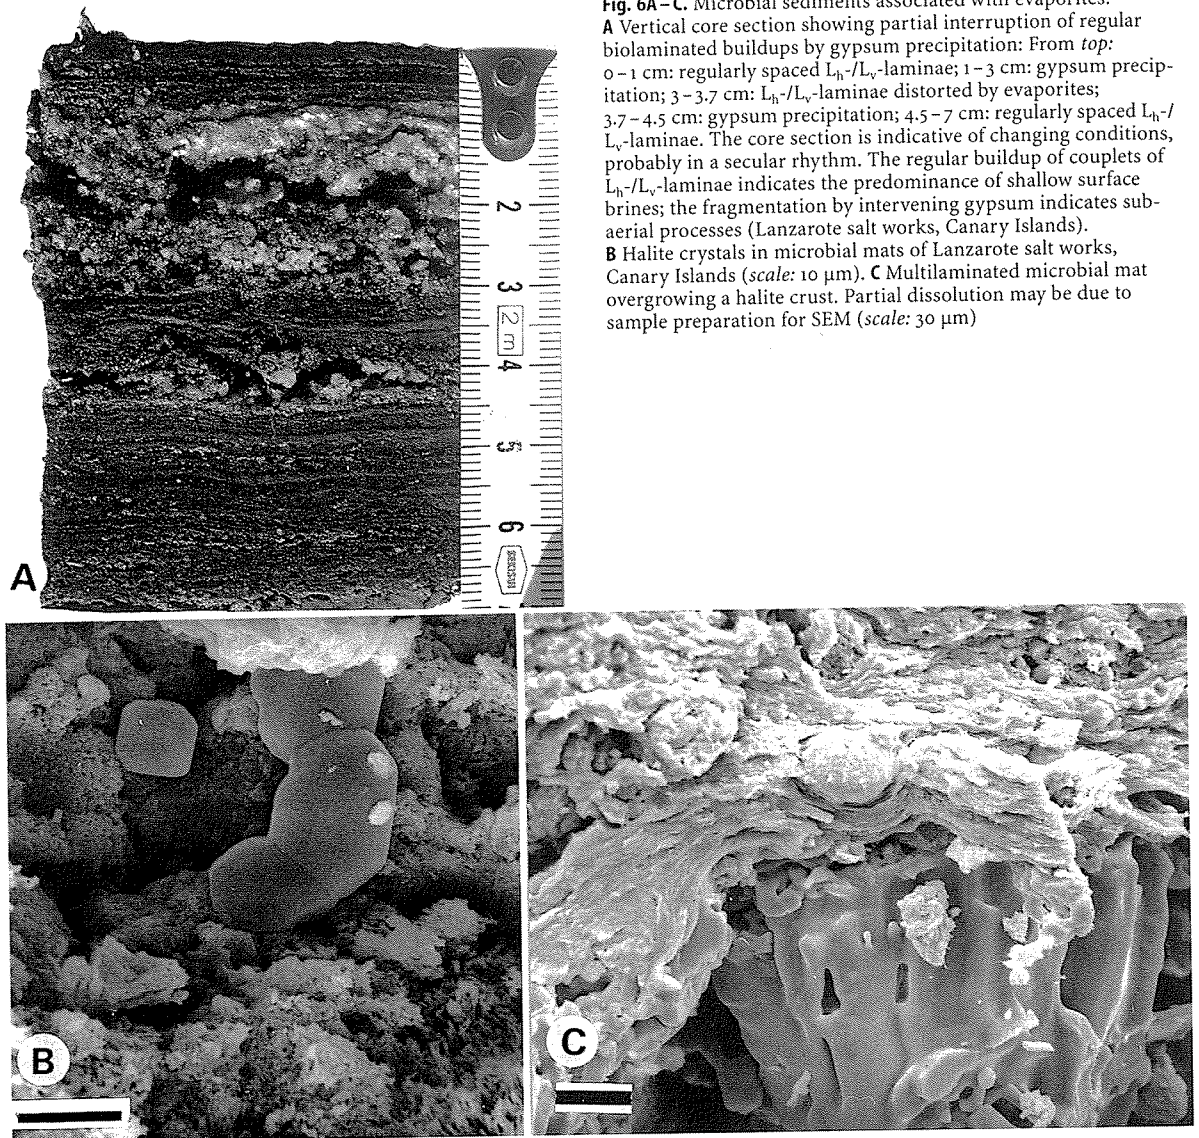 Fig. 6A–C. Microbial sediments associated with evaporites.
A Vertical core section showing partial interruption of regular
biolaminated buildups by gypsum precipitation: From top:
0–1 cm: regularly spaced Lh-/Lv-laminae; 1–3 cm: gypsum precip-
itation; 3–3.7 cm: Lh-/Lv-laminae distorted by evaporites;
3.7–4.5 cm: gypsum precipitation; 4.5–7 cm: regularly spaced Lh-/
Lv-laminae. The core section is indicative of changing conditions,
probably in a secular rhythm. The regular buildup of couplets of
Lh-/Lv-laminae indicates the predominance of shallow surface
brines; the fragmentation by intervening gypsum indicates sub-
aerial processes (Lanzarote salt works, Canary Islands).
B Halite crystals in microbial mats of Lanzarote salt works,
Canary Islands (scale: 10 µm). C Multilaminated microbial mat
overgrowing a halite crust. Partial dissolution may be due to
sample preparation for SEM (scale: 30 µm)
2
3
2m
4
5
6
A
B
C